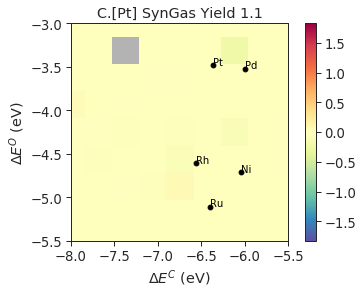 C.[Pt] SynGas Yield 1.1
−3.0
−3.5
−4.0
−4.5
−5.0
−5.5
ΔE^O (eV)
Pt
Pd
Rh
Ni
Ru
−8.0 −7.5 −7.0 −6.5 −6.0 −5.5
ΔE^C (eV)
1.5
1.0
0.5
0.0
−0.5
−1.0
−1.5